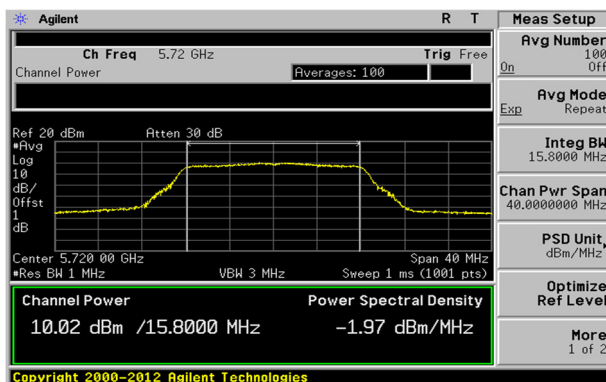 Agilent R T Meas Setup
Ch Freq 5.72 GHz Trig Free
Channel Power Averages: 100
Avg Number
100
On Off
Avg Mode
Exp Repeat
Integ BW
15.8000 MHz
Chan Pwr Span
40.0000000 MHz
PSD Unit
dBm/MHz
Optimize
Ref Level
More
1 of 2
Ref 20 dBm Atten 30 dB
#Avg
Log
10
dB/
Offst
1
dB
Center 5.720 00 GHz Span 40 MHz
#Res BW 1 MHz VBW 3 MHz Sweep 1 ms (1001 pts)
Channel Power Power Spectral Density
10.02 dBm /15.8000 MHz -1.97 dBm/MHz
Copyright 2000-2012 Agilent Technologies